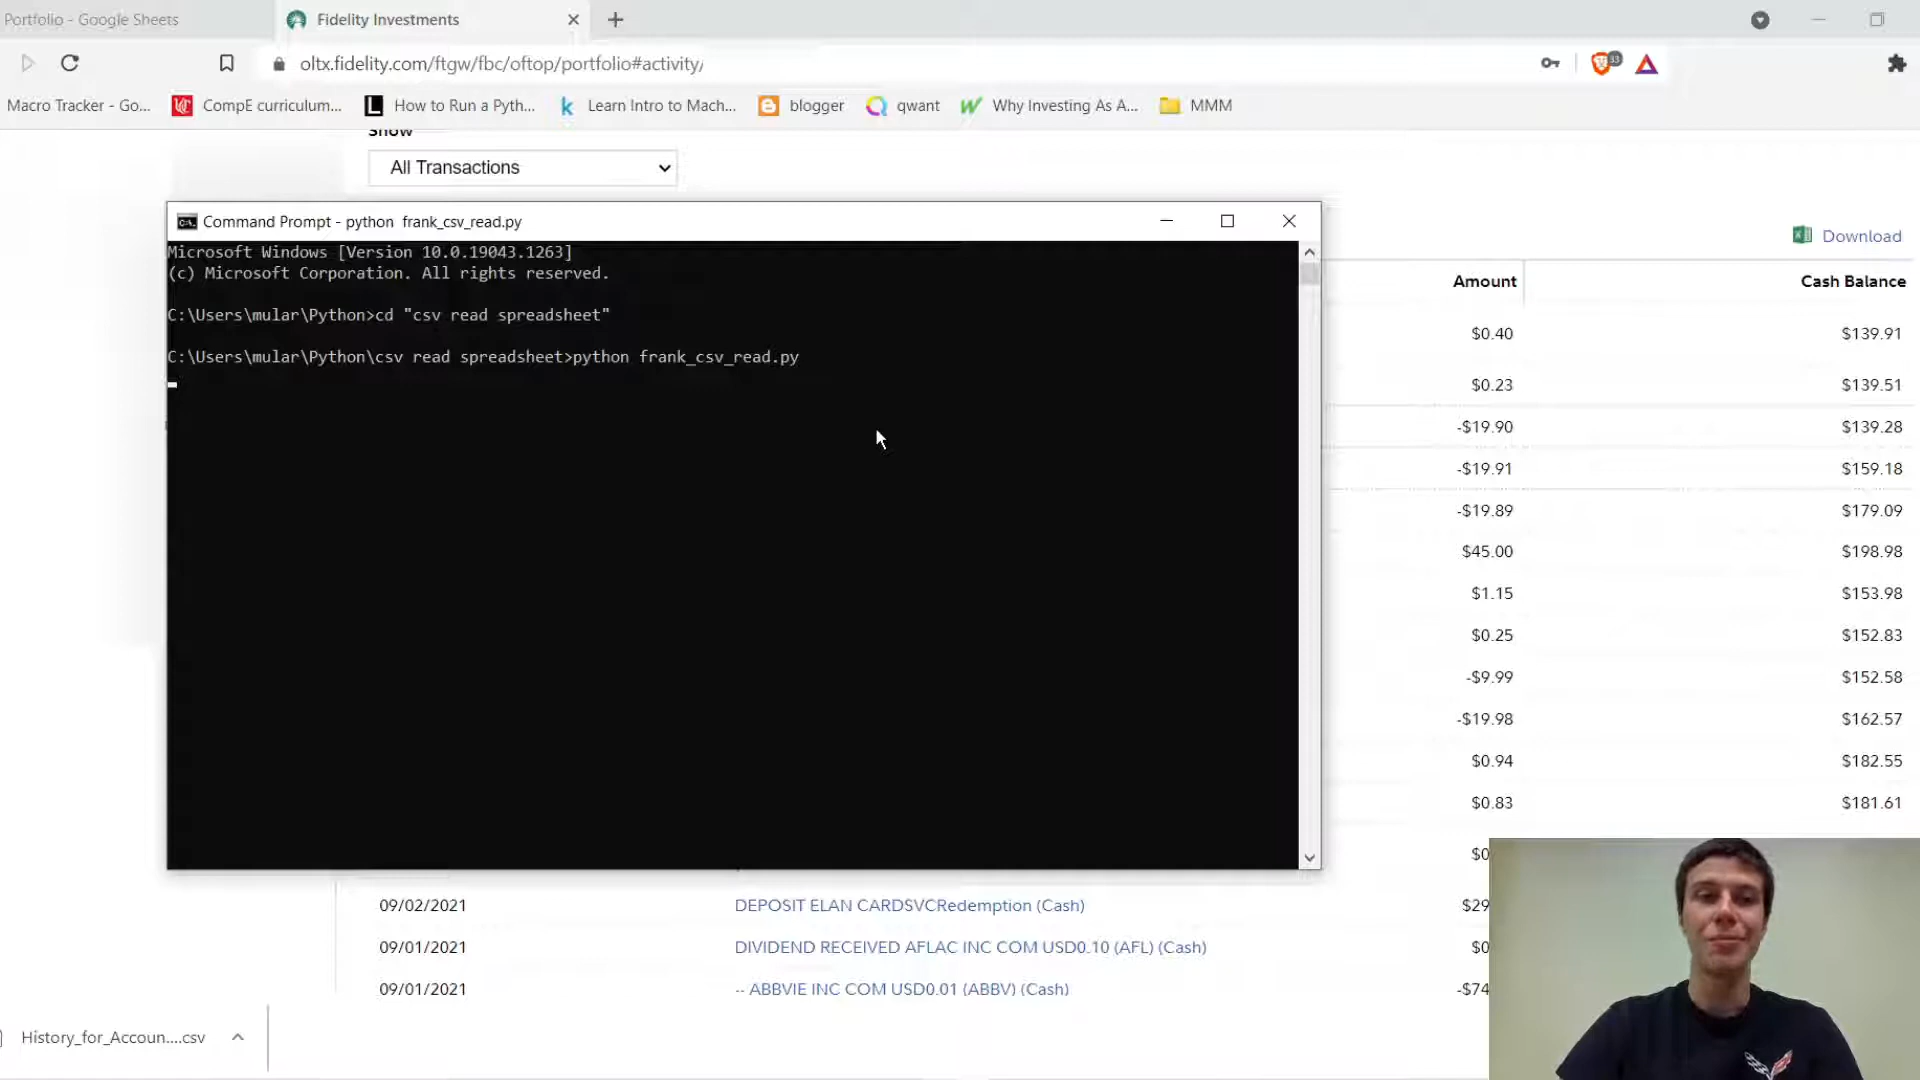 Portfolio - Google Sheets
Fidelity Investments
oltx.fidelity.com/ftgw/fbc/oftop/portfolio#activity/
33
Macro Tracker - Go...
CompE curriculum...
How to Run a Pyth...
Learn Intro to Mach...
blogger
qwant
Why Investing As A...
MMM
Show
All Transactions
Command Prompt - python frank_csv_read.py
Microsoft Windows [Version 10.0.19043.1263]
(c) Microsoft Corporation. All rights reserved.
C:\Users\mular\Python>cd "csv read spreadsheet"
C:\Users\mular\Python\csv read spreadsheet>python frank_csv_read.py
Download
Amount Cash Balance
$0.40 $139.91
$0.23 $139.51
-$19.90 $139.28
-$19.91 $159.18
-$19.89 $179.09
$45.00 $198.98
$1.15 $153.98
$0.25 $152.83
-$9.99 $152.58
-$19.98 $162.57
$0.94 $182.55
$0.83 $181.61
$0
09/02/2021 DEPOSIT ELAN CARDSVCRedemption (Cash) $29
09/01/2021 DIVIDEND RECEIVED AFLAC INC COM USD0.10 (AFL) (Cash) $0
09/01/2021 -- ABBVIE INC COM USD0.01 (ABBV) (Cash) -$74
History_for_Accoun....csv